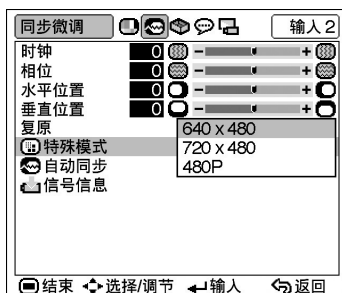 同步微调 输入2
时钟 0 - +
相位 0 - +
水平位置 0 - +
垂直位置 0 - +
复原
640 x 480
特殊模式
720 x 480
自动同步
480P
信号信息
结束 选择/调节 输入 返回